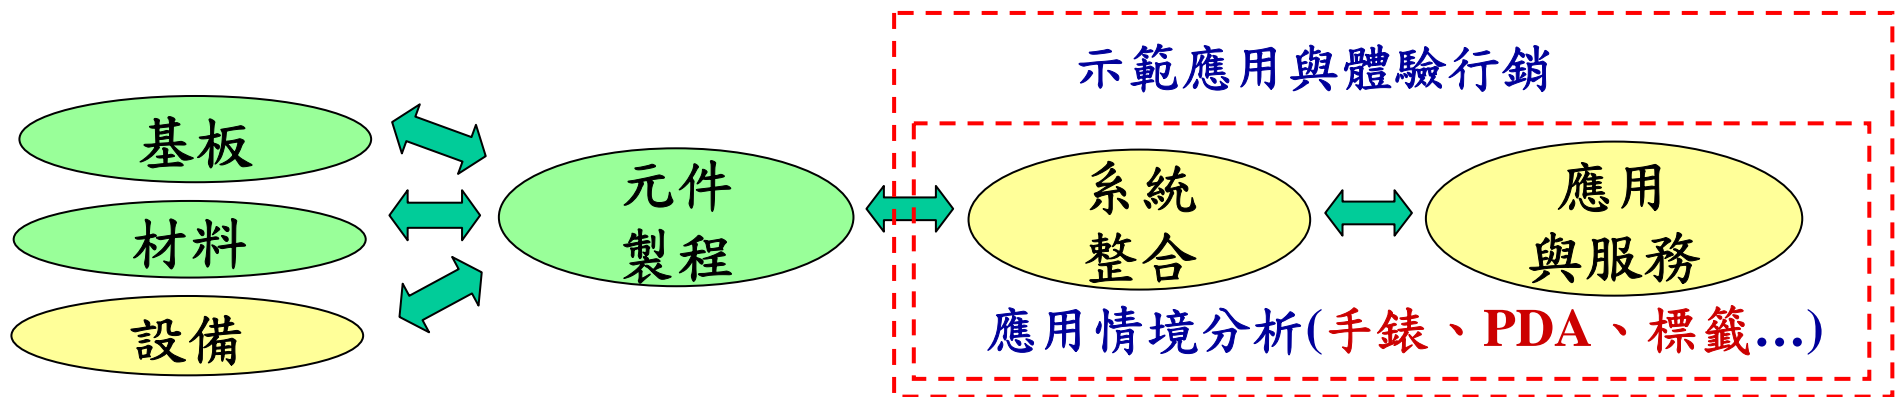 示範應用與體驗行銷
基板
材料
設備
元件
製程
系統
整合
應用
與服務
應用情境分析(手錶、PDA、標籤…)